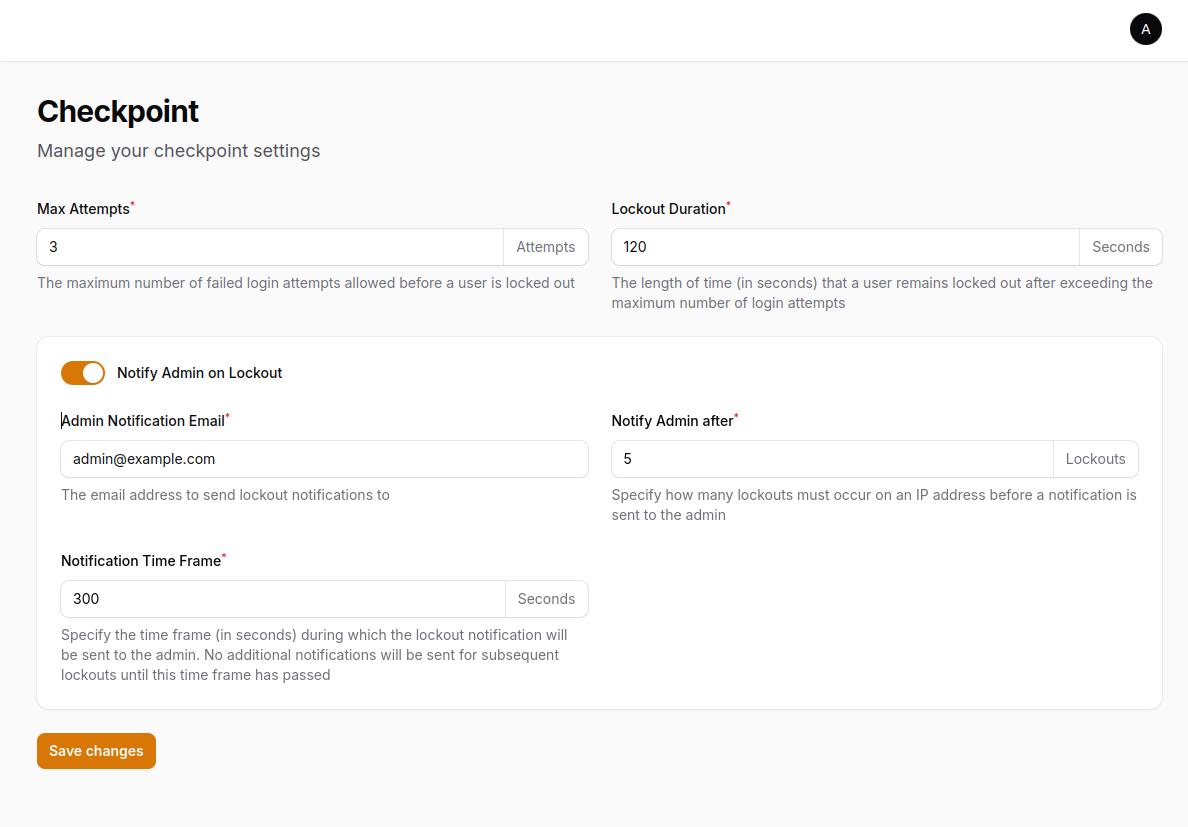 A
Checkpoint
Manage your checkpoint settings
Max Attempts*
3
Attempts
The maximum number of failed login attempts allowed before a user is locked out
Lockout Duration*
120
Seconds
The length of time (in seconds) that a user remains locked out after exceeding the
maximum number of login attempts
Notify Admin on Lockout
Admin Notification Email*
admin@example.com
The email address to send lockout notifications to
Notify Admin after*
5
Lockouts
Specify how many lockouts must occur on an IP address before a notification is
sent to the admin
Notification Time Frame*
300
Seconds
Specify the time frame (in seconds) during which the lockout notification will
be sent to the admin. No additional notifications will be sent for subsequent
lockouts until this time frame has passed
Save changes